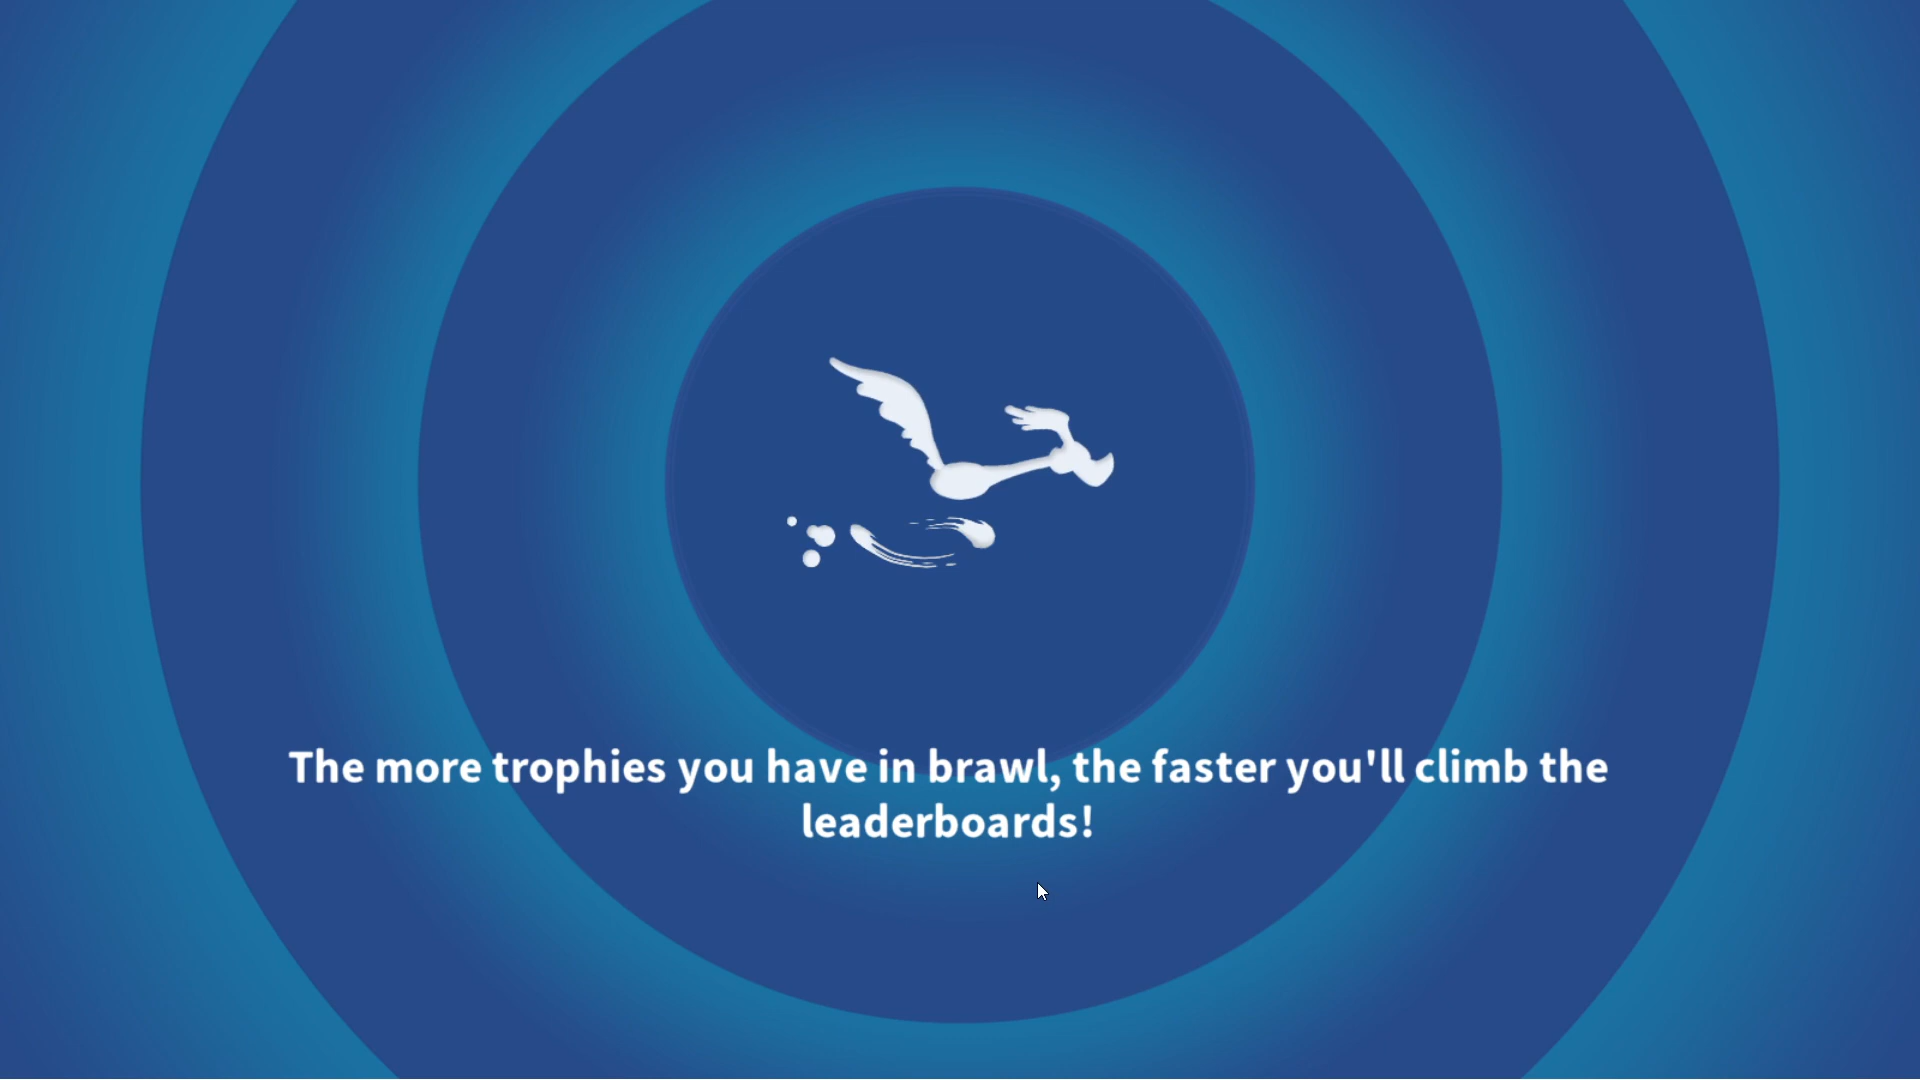 The more trophies you have in brawl, the faster you'll climb the
leaderboards!